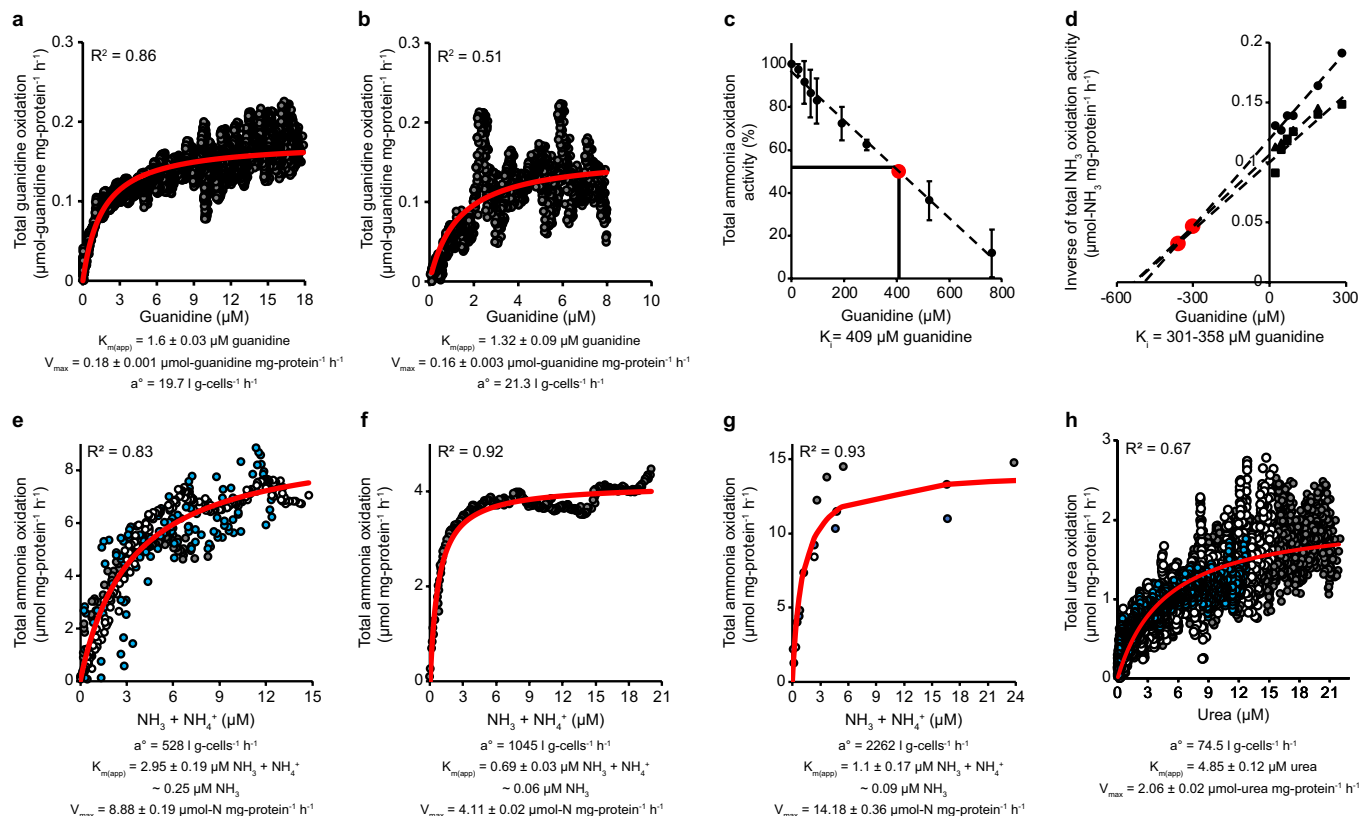 a
R² = 0.86
Total guanidine oxidation
(µmol-guanidine mg-protein⁻¹ h⁻¹)
0.3
0.2
0.1
0
0 3 6 9 12 15 18
Guanidine (µM)
Km(app) = 1.6 ± 0.03 µM guanidine
Vmax = 0.18 ± 0.001 µmol-guanidine mg-protein⁻¹ h⁻¹
a° = 19.7 l g-cells⁻¹ h⁻¹
b
R² = 0.51
Total guanidine oxidation
(µmol-guanidine mg-protein⁻¹ h⁻¹)
0.3
0.2
0.1
0
0 2 4 6 8 10
Guanidine (µM)
Km(app) = 1.32 ± 0.09 µM guanidine
Vmax = 0.16 ± 0.003 µmol-guanidine mg-protein⁻¹ h⁻¹
a° = 21.3 l g-cells⁻¹ h⁻¹
c
Total ammonia oxidation
activity (%)
100
80
60
40
20
0
0 200 400 600 800
Guanidine (µM)
Ki = 409 µM guanidine
d
Inverse of total NH₃ oxidation activity
(µmol-NH₃ mg-protein⁻¹ h⁻¹)
0.2
0.15
0.1
0.05
0
-600 -300 0 300
Guanidine (µM)
Ki = 301-358 µM guanidine
e
R² = 0.83
Total ammonia oxidation
(µmol mg-protein⁻¹ h⁻¹)
8
6
4
2
0
0 3 6 9 12 15
NH₃ + NH₄⁺ (µM)
a° = 528 l g-cells⁻¹ h⁻¹
Km(app) = 2.95 ± 0.19 µM NH₃ + NH₄⁺
~ 0.25 µM NH₃
Vmax = 8.88 ± 0.19 µmol-N mg-protein⁻¹ h⁻¹
f
R² = 0.92
Total ammonia oxidation
(µmol mg-protein⁻¹ h⁻¹)
4
2
0
0 3 6 9 12 15 18
NH₃ + NH₄⁺ (µM)
a° = 1045 l g-cells⁻¹ h⁻¹
Km(app) = 0.69 ± 0.03 µM NH₃ + NH₄⁺
~ 0.06 µM NH₃
Vmax = 4.11 ± 0.02 µmol-N mg-protein⁻¹ h⁻¹
g
R² = 0.93
Total ammonia oxidation
(µmol mg-protein⁻¹ h⁻¹)
15
10
5
0
0 3 6 9 12 15 18 21 24
NH₃ + NH₄⁺ (µM)
a° = 2262 l g-cells⁻¹ h⁻¹
Km(app) = 1.1 ± 0.17 µM NH₃ + NH₄⁺
~ 0.09 µM NH₃
Vmax = 14.18 ± 0.36 µmol-N mg-protein⁻¹ h⁻¹
h
R² = 0.67
Total urea oxidation
(µmol mg-protein⁻¹ h⁻¹)
3
2
1
0
0 3 6 9 12 15 18 21
Urea (µM)
a° = 74.5 l g-cells⁻¹ h⁻¹
Km(app) = 4.85 ± 0.12 µM urea
Vmax = 2.06 ± 0.02 µmol-urea mg-protein⁻¹ h⁻¹